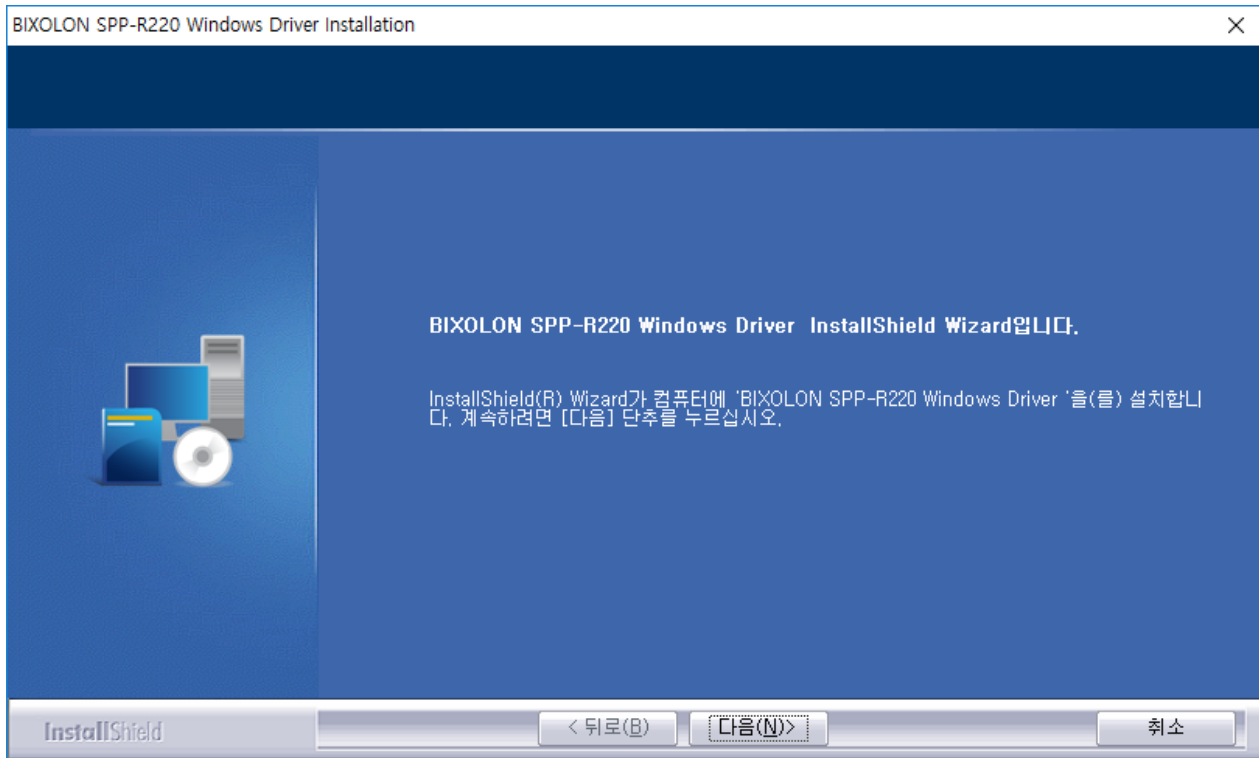 BIXOLON SPP-R220 Windows Driver Installation
BIXOLON SPP-R220 Windows Driver InstallShield Wizard입니다.
InstallShield(R) Wizard가 컴퓨터에 'BIXOLON SPP-R220 Windows Driver '을(를) 설치합니
다. 계속하려면 [다음] 단추를 누르십시오.
InstallShield
< 뒤로(B) 다음(N)> 취소